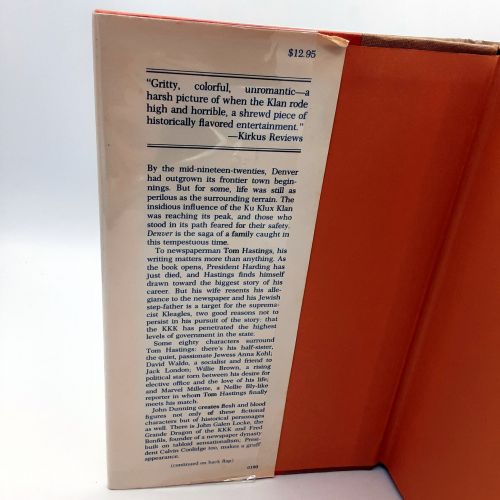 $12.95
"Gritty, colorful, unromantic—a
harsh picture of when the Klan rode
high and horrible, a shrewd piece of
historically flavored entertainment."
—Kirkus Reviews
By the mid-nineteen-twenties, Denver
had outgrown its frontier town begin-
nings. But for some, life was still as
perilous as the surrounding terrain. The
insidious influence of the Ku Klux Klan
was reaching its peak, and those who
stood in its path feared for their safety.
Denver is the saga of a family caught in
this tempestuous time.
To newspaperman Tom Hastings, his
writing matters more than anything. As
the book opens, President Harding has
just died, and Hastings finds himself
drawn toward the biggest story of his
career. But his wife resents his alle-
giance to the newspaper and his Jewish
step-father is a target for the suprema-
cist Kleagles, two good reasons not to
persist in his pursuit of the story: that
the KKK has penetrated the highest
levels of government in the state.
Some eighty characters surround
Tom Hastings: there's his half-sister,
the quiet, passionate Jewess Anna Kohl;
David Waldo, a socialist and friend to
Jack London; Willie Brown, a rising
political star torn between his desire for
elective office and the love of his life;
and Marvel Millette, a Nellie Bly-like
reporter in whom Tom Hastings finally
meets his match.
John Dunning creates flesh and blood
figures not only of these fictional
characters but of historical personages
as well. There is John Galen Locke, the
Grande Dragon of the KKK and Fred
Bonfils, founder of a newspaper dynasty
built on tabloid sensationalism; Presi-
dent Calvin Coolidge too, makes a gruff
appearance.
(continued on back flap)
0180